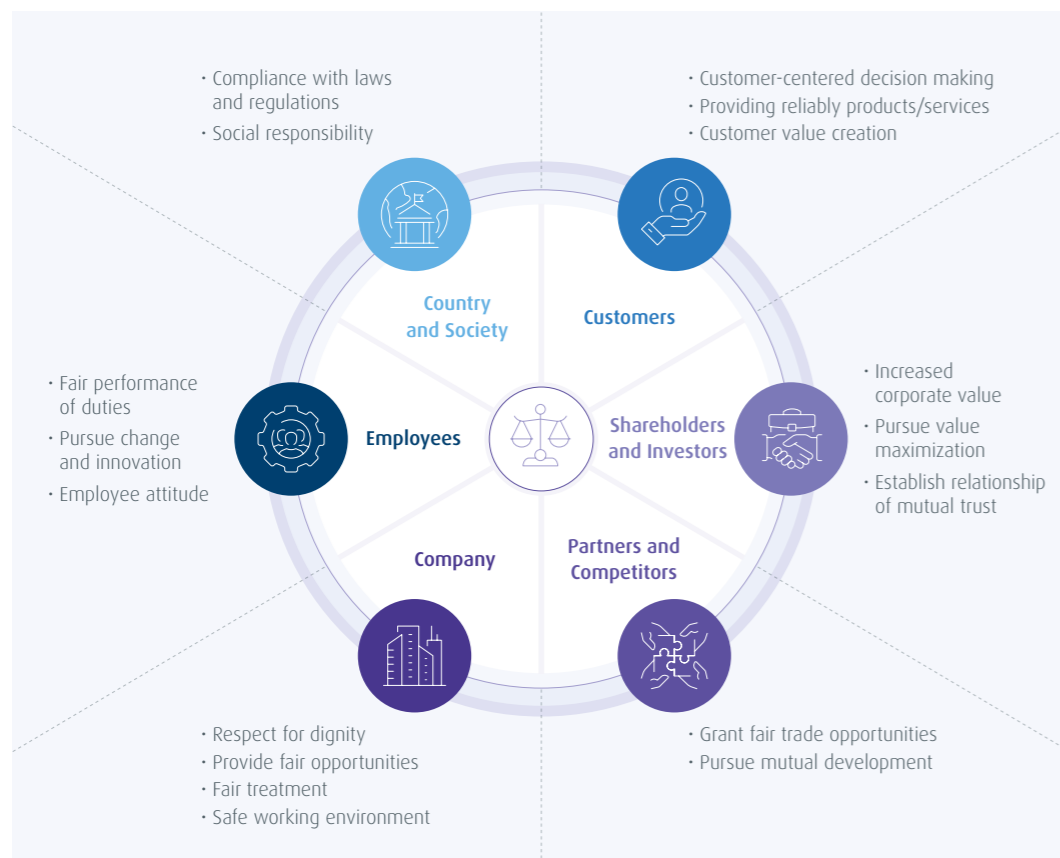 · Compliance with laws
and regulations
· Social responsibility
· Customer-centered decision making
· Providing reliably products/services
· Customer value creation
Country
and Society
Customers
· Fair performance
of duties
· Pursue change
and innovation
· Employee attitude
Employees
Shareholders
and Investors
· Increased
corporate value
· Pursue value
maximization
· Establish relationship
of mutual trust
Company
Partners and
Competitors
· Respect for dignity
· Provide fair opportunities
· Fair treatment
· Safe working environment
· Grant fair trade opportunities
· Pursue mutual development